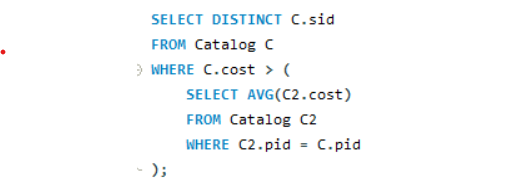 SELECT DISTINCT C.sid
FROM Catalog C
WHERE C.cost > (
SELECT AVG(C2.cost)
FROM Catalog C2
WHERE C2.pid = C.pid
);